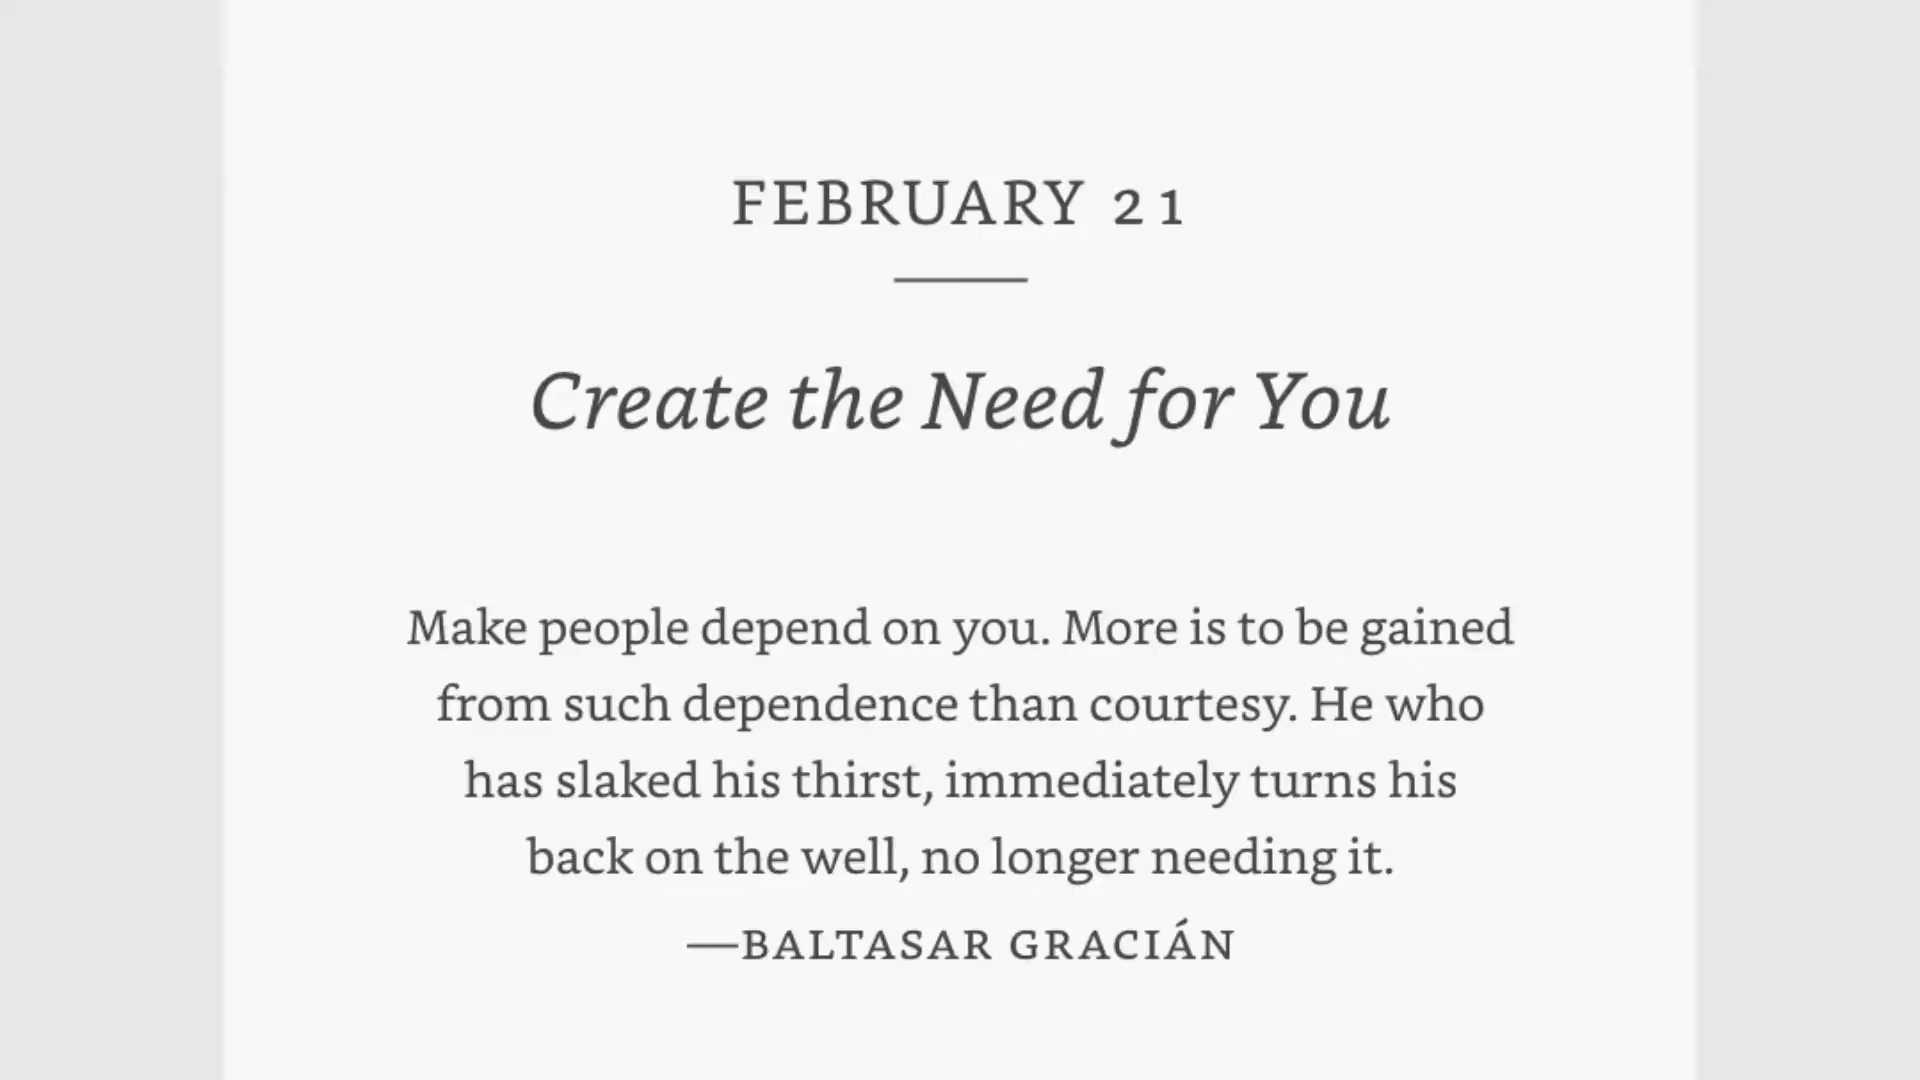 FEBRUARY 21
Create the Need for You
Make people depend on you. More is to be gained
from such dependence than courtesy. He who
has slaked his thirst, immediately turns his
back on the well, no longer needing it.
—BALTASAR GRACIÁN